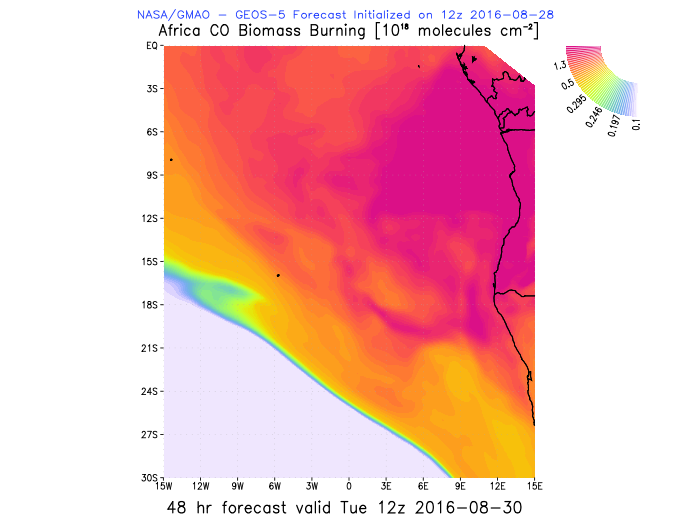 NASA/GMAO - GEOS-5 Forecast Initialized on 12z 2016-08-28
Africa CO Biomass Burning [10¹⁸ molecules cm⁻²]
EQ
3S
6S
9S
12S
15S
18S
21S
24S
27S
30S
15W 12W 9W 6W 3W 0 3E 6E 9E 12E 15E
1.3
0.5
0.295
0.246
0.197
0.1
48 hr forecast valid Tue 12z 2016-08-30